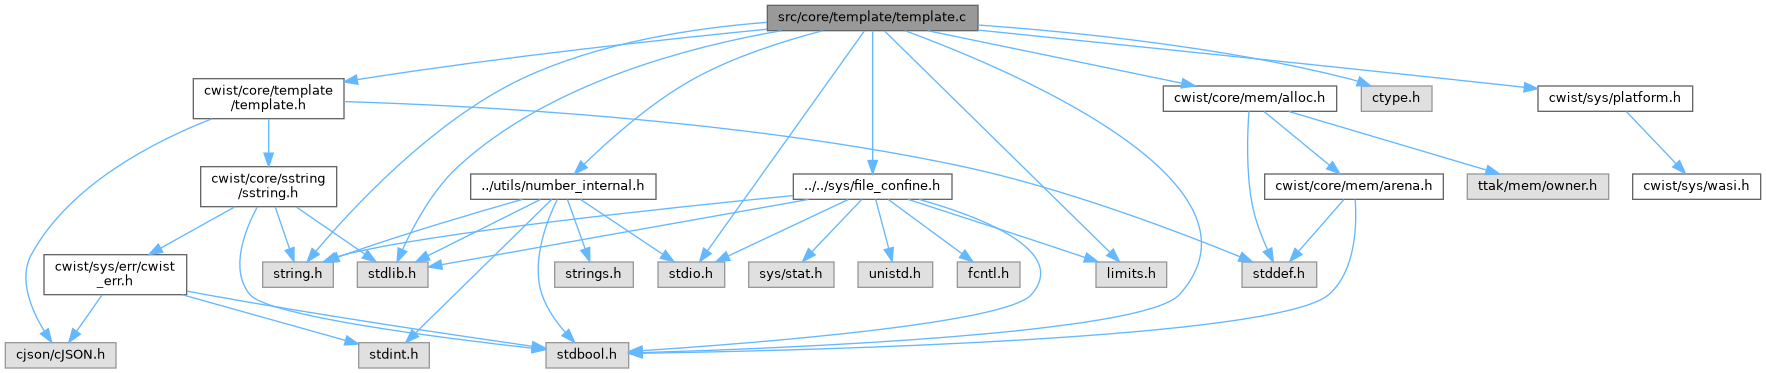 src/core/template/template.c
cwist/core/template
/template.h
cwist/core/mem/alloc.h
ctype.h
cwist/sys/platform.h
cwist/core/sstring
/sstring.h
../utils/number_internal.h
../../sys/file_confine.h
cwist/core/mem/arena.h
ttak/mem/owner.h
cwist/sys/wasi.h
cwist/sys/err/cwist
_err.h
string.h
stdlib.h
strings.h
stdio.h
sys/stat.h
unistd.h
fcntl.h
limits.h
stddef.h
cjson/cJSON.h
stdint.h
stdbool.h